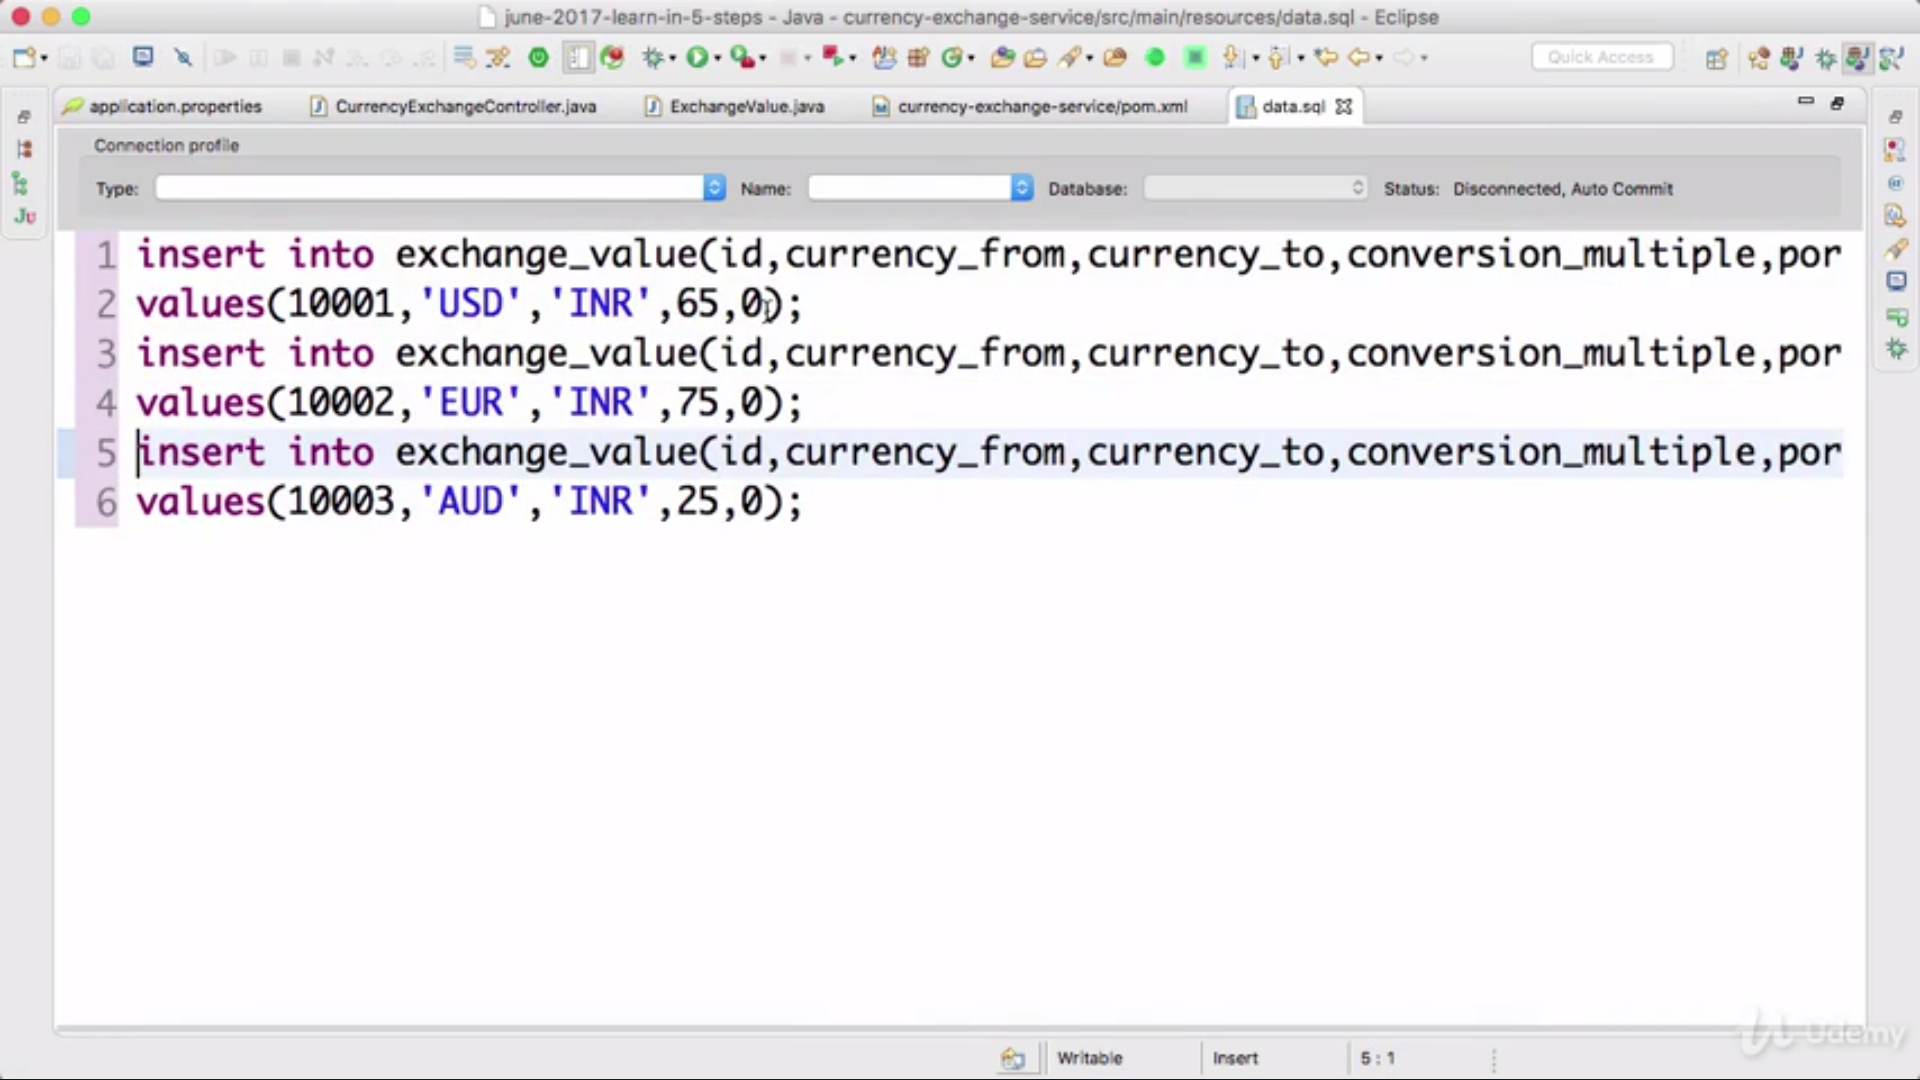 june-2017-learn-in-5-steps - Java - currency-exchange-service/src/main/resources/data.sql - Eclipse
Quick Access
application.properties CurrencyExchangeController.java ExchangeValue.java currency-exchange-service/pom.xml data.sql
Connection profile
Type: Name: Database: Status: Disconnected, Auto Commit
1 insert into exchange_value(id,currency_from,currency_to,conversion_multiple,por
2 values(10001,'USD','INR',65,0);
3 insert into exchange_value(id,currency_from,currency_to,conversion_multiple,por
4 values(10002,'EUR','INR',75,0);
5 insert into exchange_value(id,currency_from,currency_to,conversion_multiple,por
6 values(10003,'AUD','INR',25,0);
Ju
Udemy
Writable Insert 5 : 1